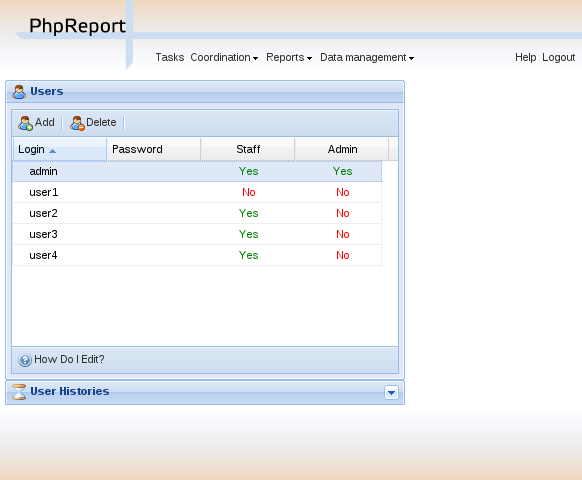 PhpReport
Tasks Coordination Reports Data management Help Logout
Users
Add Delete
Login Password Staff Admin
admin Yes Yes
user1 No No
user2 Yes No
user3 Yes No
user4 Yes No
How Do I Edit?
User Histories